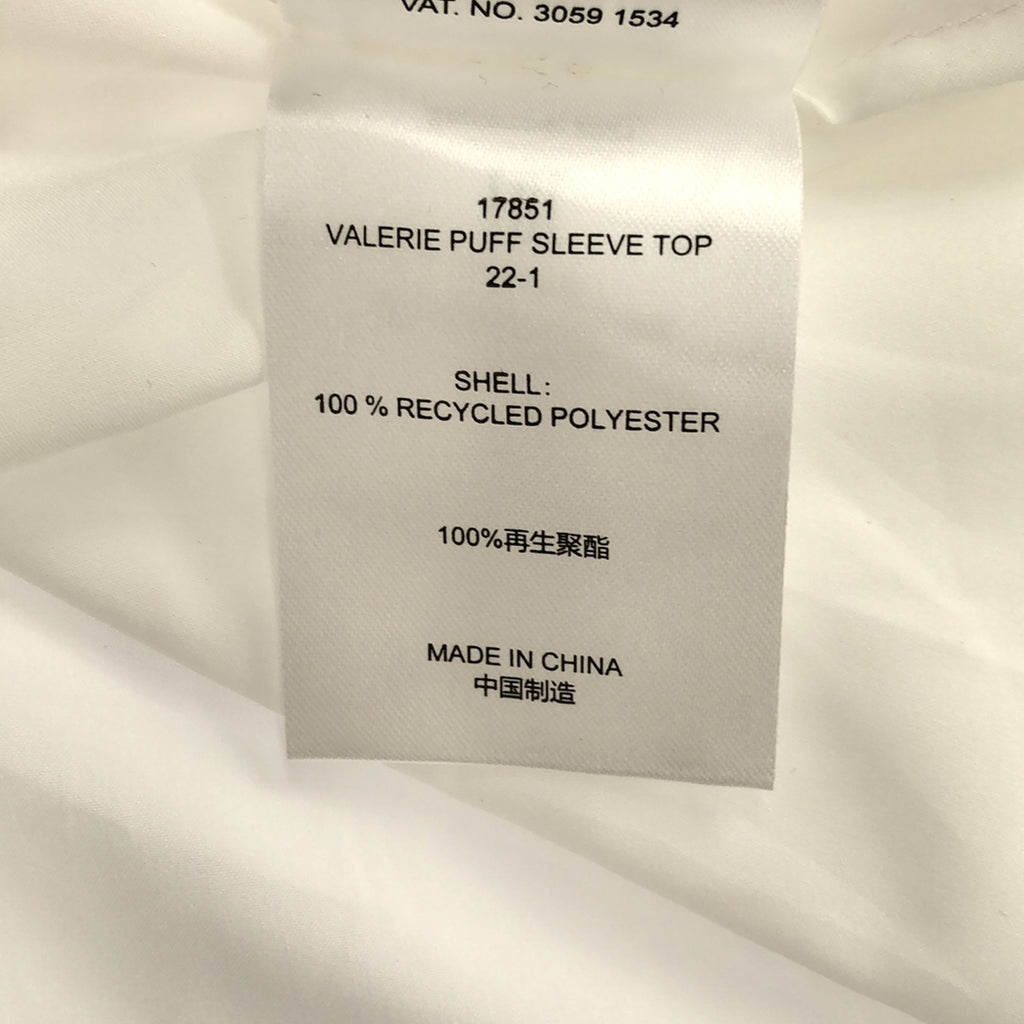 VAT. NO. 3059 1534
17851
VALERIE PUFF SLEEVE TOP
22-1
SHELL:
100 % RECYCLED POLYESTER
100%再生聚酯
MADE IN CHINA
中国制造